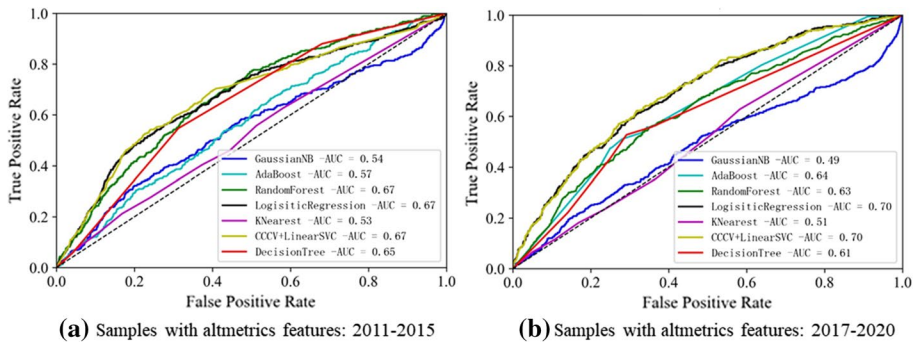 1.0
0.8
0.6
0.4
0.2
0.0
True Positive Rate
GaussianNB -AUC = 0.54
AdaBoost -AUC = 0.57
RandomForest -AUC = 0.67
LogisiticRegression -AUC = 0.67
KNearest -AUC = 0.53
CCCV+LinearSVC -AUC = 0.67
DecisionTree -AUC = 0.65
0.0 0.2 0.4 0.6 0.8 1.0
False Positive Rate
(a) Samples with altmetrics features: 2011-2015
1.0
0.8
0.6
0.4
0.2
0.0
True Positive Rate
GaussianNB -AUC = 0.49
AdaBoost -AUC = 0.64
RandomForest -AUC = 0.63
LogisiticRegression -AUC = 0.70
KNearest -AUC = 0.51
CCCV+LinearSVC -AUC = 0.70
DecisionTree -AUC = 0.61
0.0 0.2 0.4 0.6 0.8 1.0
False Positive Rate
(b) Samples with altmetrics features: 2017-2020